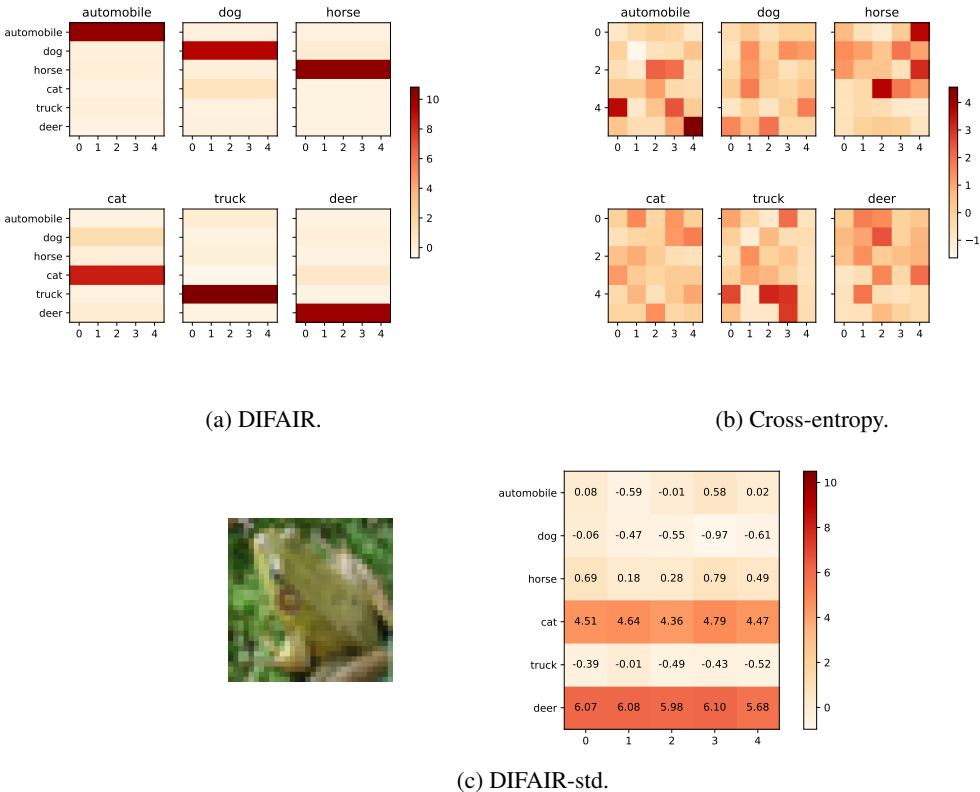 automobile dog horse
automobile
dog
horse
cat
truck
deer
0 1 2 3 4 0 1 2 3 4 0 1 2 3 4
cat truck deer
automobile
dog
horse
cat
truck
deer
0 1 2 3 4 0 1 2 3 4 0 1 2 3 4
10
8
6
4
2
0
(a) DIFAIR.
automobile dog horse
0
2
4
0 1 2 3 4 0 1 2 3 4 0 1 2 3 4
cat truck deer
0
2
4
0 1 2 3 4 0 1 2 3 4 0 1 2 3 4
4
3
2
1
0
−1
(b) Cross-entropy.
automobile 0.08 -0.59 -0.01 0.58 0.02
dog -0.06 -0.47 -0.55 -0.97 -0.61
horse 0.69 0.18 0.28 0.79 0.49
cat 4.51 4.64 4.36 4.79 4.47
truck -0.39 -0.01 -0.49 -0.43 -0.52
deer 6.07 6.08 5.98 6.10 5.68
0 1 2 3 4
10
8
6
4
2
0
(c) DIFAIR-std.